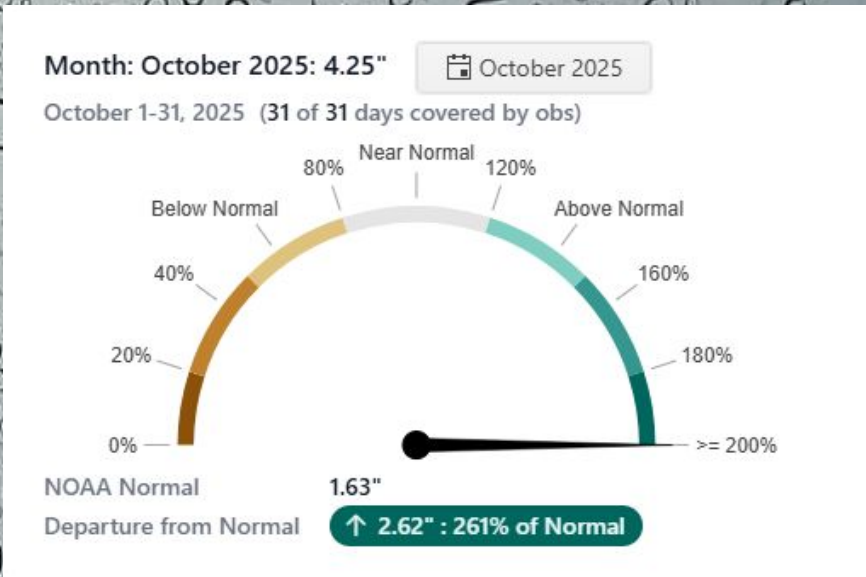 Month: October 2025: 4.25"
October 2025
October 1-31, 2025 (31 of 31 days covered by obs)
Near Normal
80%
120%
Below Normal
Above Normal
40%
160%
20%
180%
0%
>= 200%
NOAA Normal 1.63"
Departure from Normal ↑ 2.62" : 261% of Normal